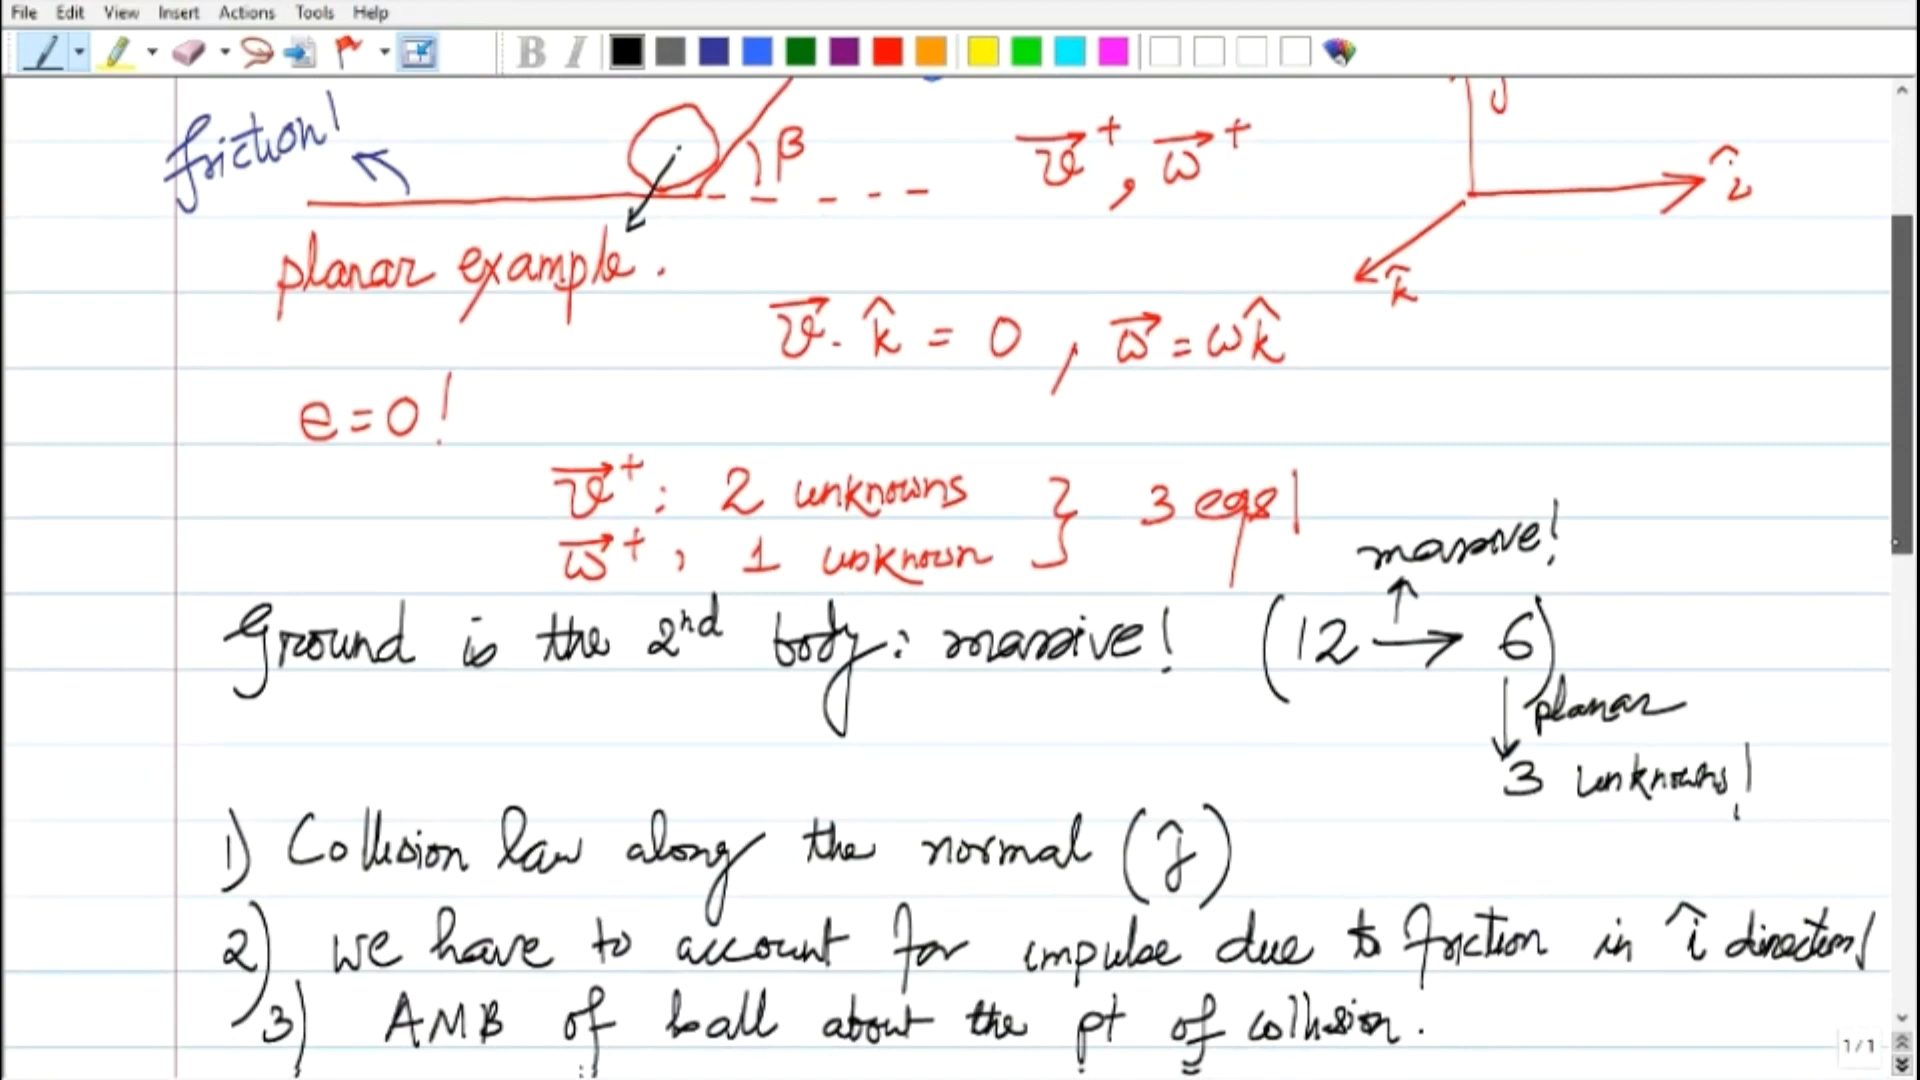 File Edit View Insert Actions Tools Help
B I
friction! β v⃗⁺, ω⃗⁺ ĵ î
planar example. k̂
v⃗ . k̂ = 0 , ω⃗ = ωk̂
e = 0!
v⃗⁺ : 2 unknowns } 3 eqs!
ω⃗⁺ , 1 unknown
massive!
Ground is the 2nd body: massive! (12 → 6)
planar
3 unknowns!
1) Collision law along the normal (ĵ)
2) we have to account for impulse due to friction in î direction!
3) AMB of ball about the pt of collision.
1 / 1